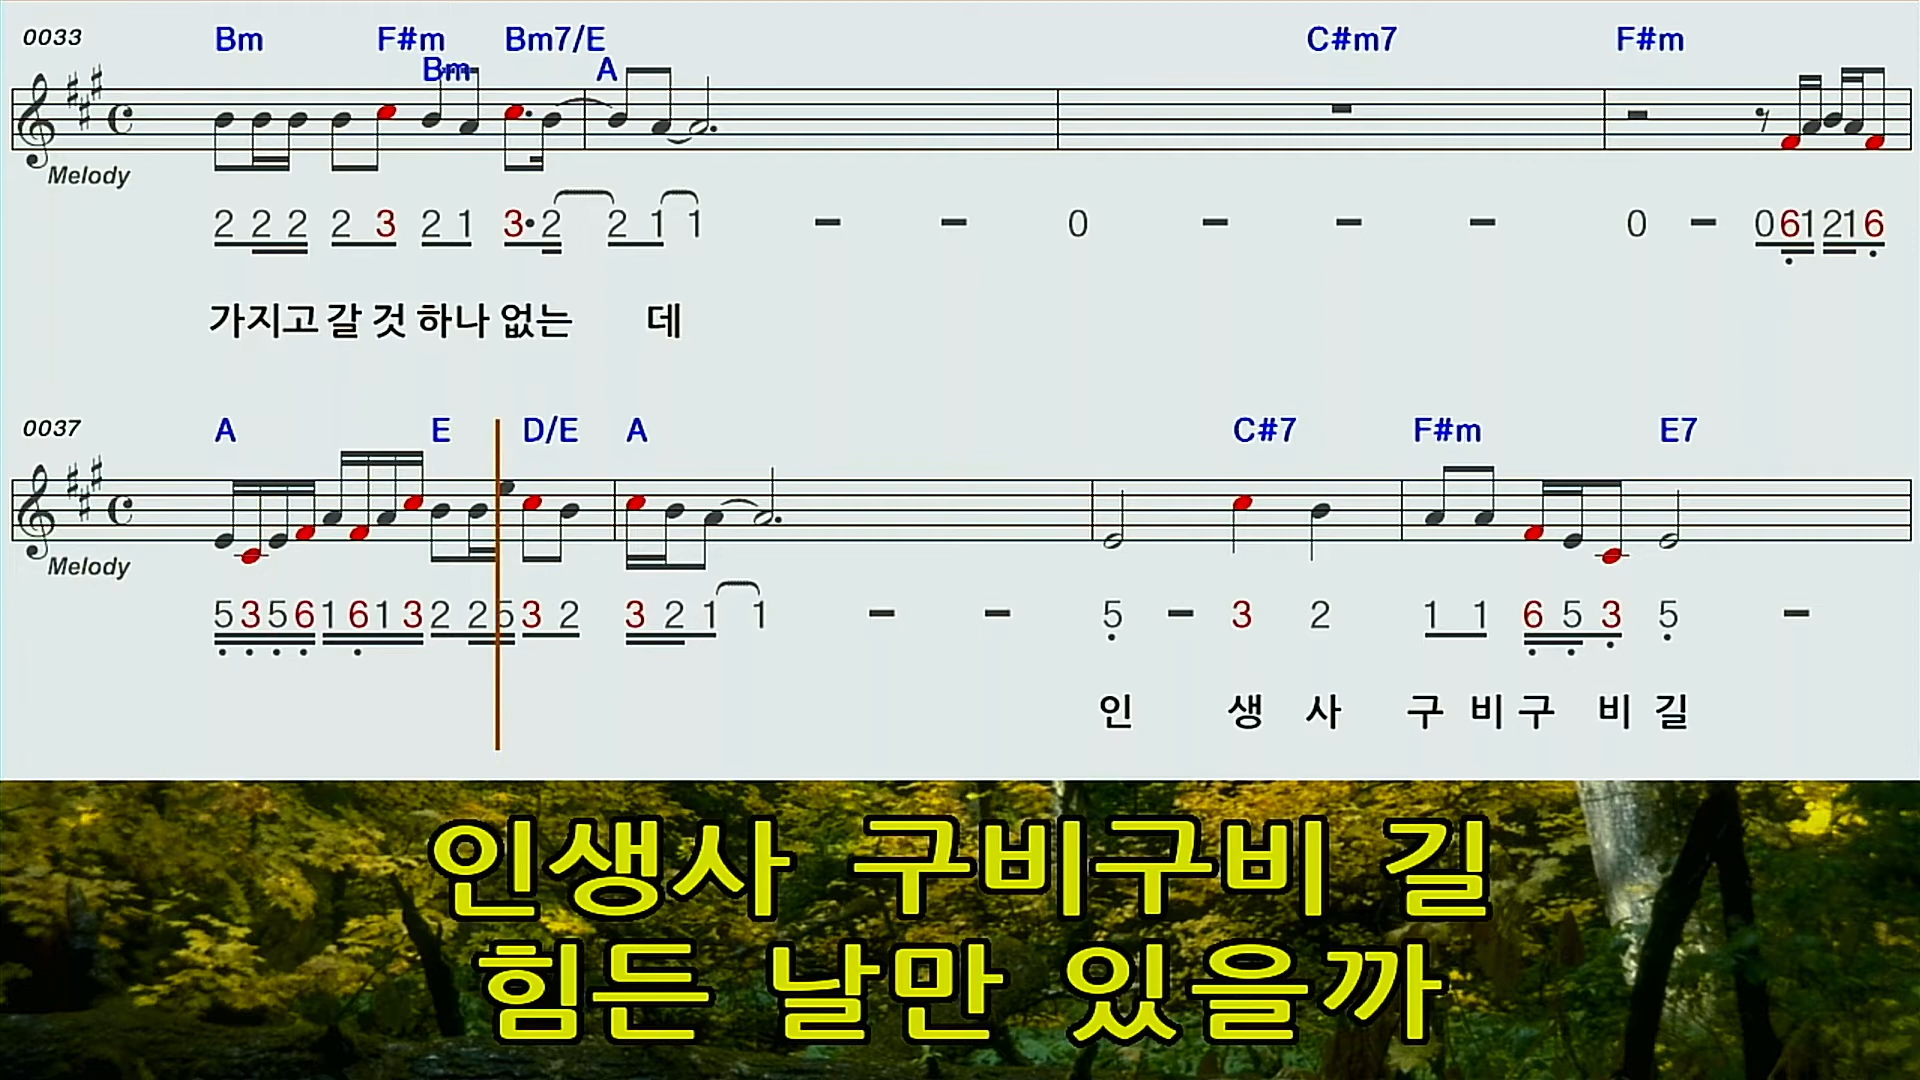 0033 Bm F#m Bm7/E C#m7 F#m
Bm A
Melody
2 2 2 2 3 2 1 3· 2 2 1 1 - - 0 - - - 0 - 0 6 1 2 1 6
가지고 갈 것 하나 없는 데
0037 A E D/E A C#7 F#m E7
Melody
5 3 5 6 1 6 1 3 2 2 5 3 2 3 2 1 1 - - 5 - 3 2 1 1 6 5 3 5 -
인 생 사 구 비 구 비 길
인생사 구비구비 길
힘든 날만 있을까